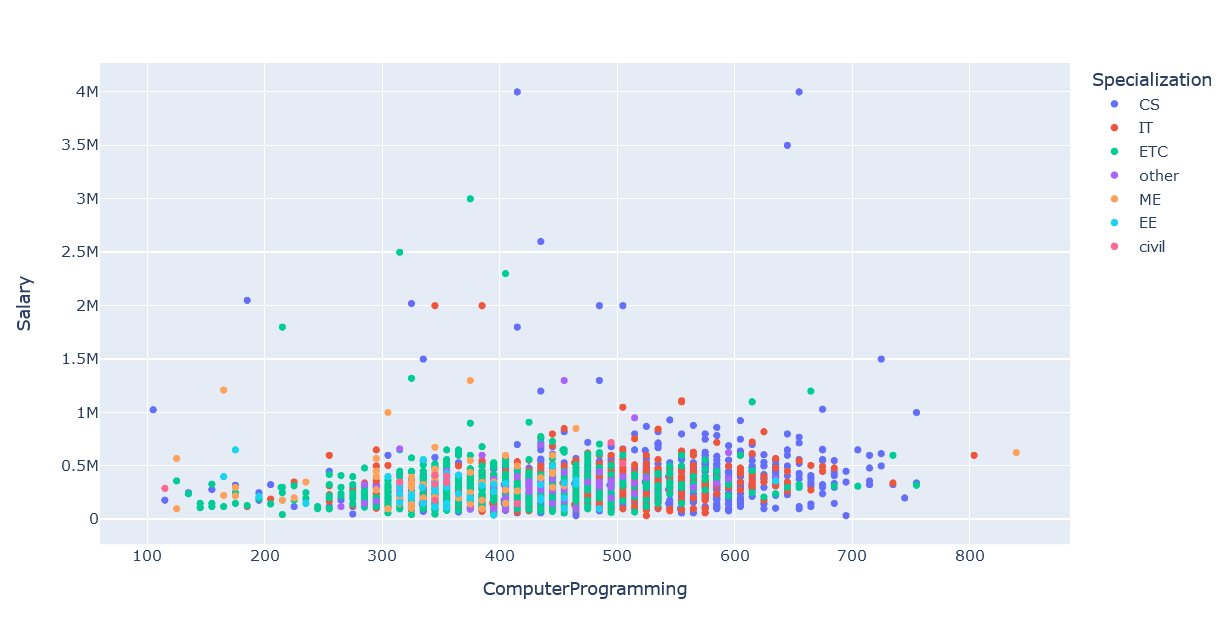 Specialization
CS
IT
ETC
other
ME
EE
civil
4M
3.5M
3M
2.5M
2M
1.5M
1M
0.5M
0
Salary
100 200 300 400 500 600 700 800
ComputerProgramming